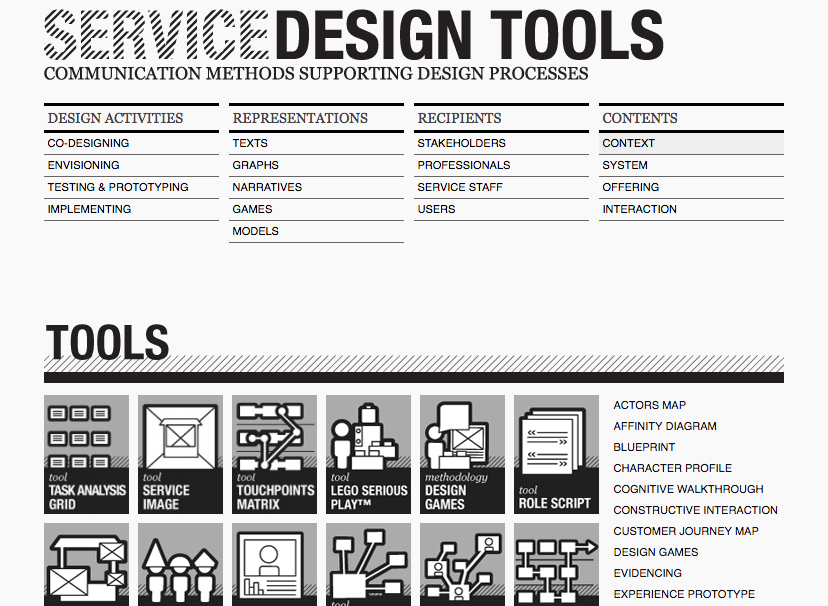 SERVICEDESIGN TOOLS
COMMUNICATION METHODS SUPPORTING DESIGN PROCESSES
DESIGN ACTIVITIES
CO-DESIGNING
ENVISIONING
TESTING & PROTOTYPING
IMPLEMENTING
REPRESENTATIONS
TEXTS
GRAPHS
NARRATIVES
GAMES
MODELS
RECIPIENTS
STAKEHOLDERS
PROFESSIONALS
SERVICE STAFF
USERS
CONTENTS
CONTEXT
SYSTEM
OFFERING
INTERACTION
TOOLS
tool
TASK ANALYSIS
GRID
tool
SERVICE
IMAGE
tool
TOUCHPOINTS
MATRIX
tool
LEGO SERIOUS
PLAY™
methodology
DESIGN
GAMES
tool
ROLE SCRIPT
tool
ACTORS MAP
AFFINITY DIAGRAM
BLUEPRINT
CHARACTER PROFILE
COGNITIVE WALKTHROUGH
CONSTRUCTIVE INTERACTION
CUSTOMER JOURNEY MAP
DESIGN GAMES
EVIDENCING
EXPERIENCE PROTOTYPE